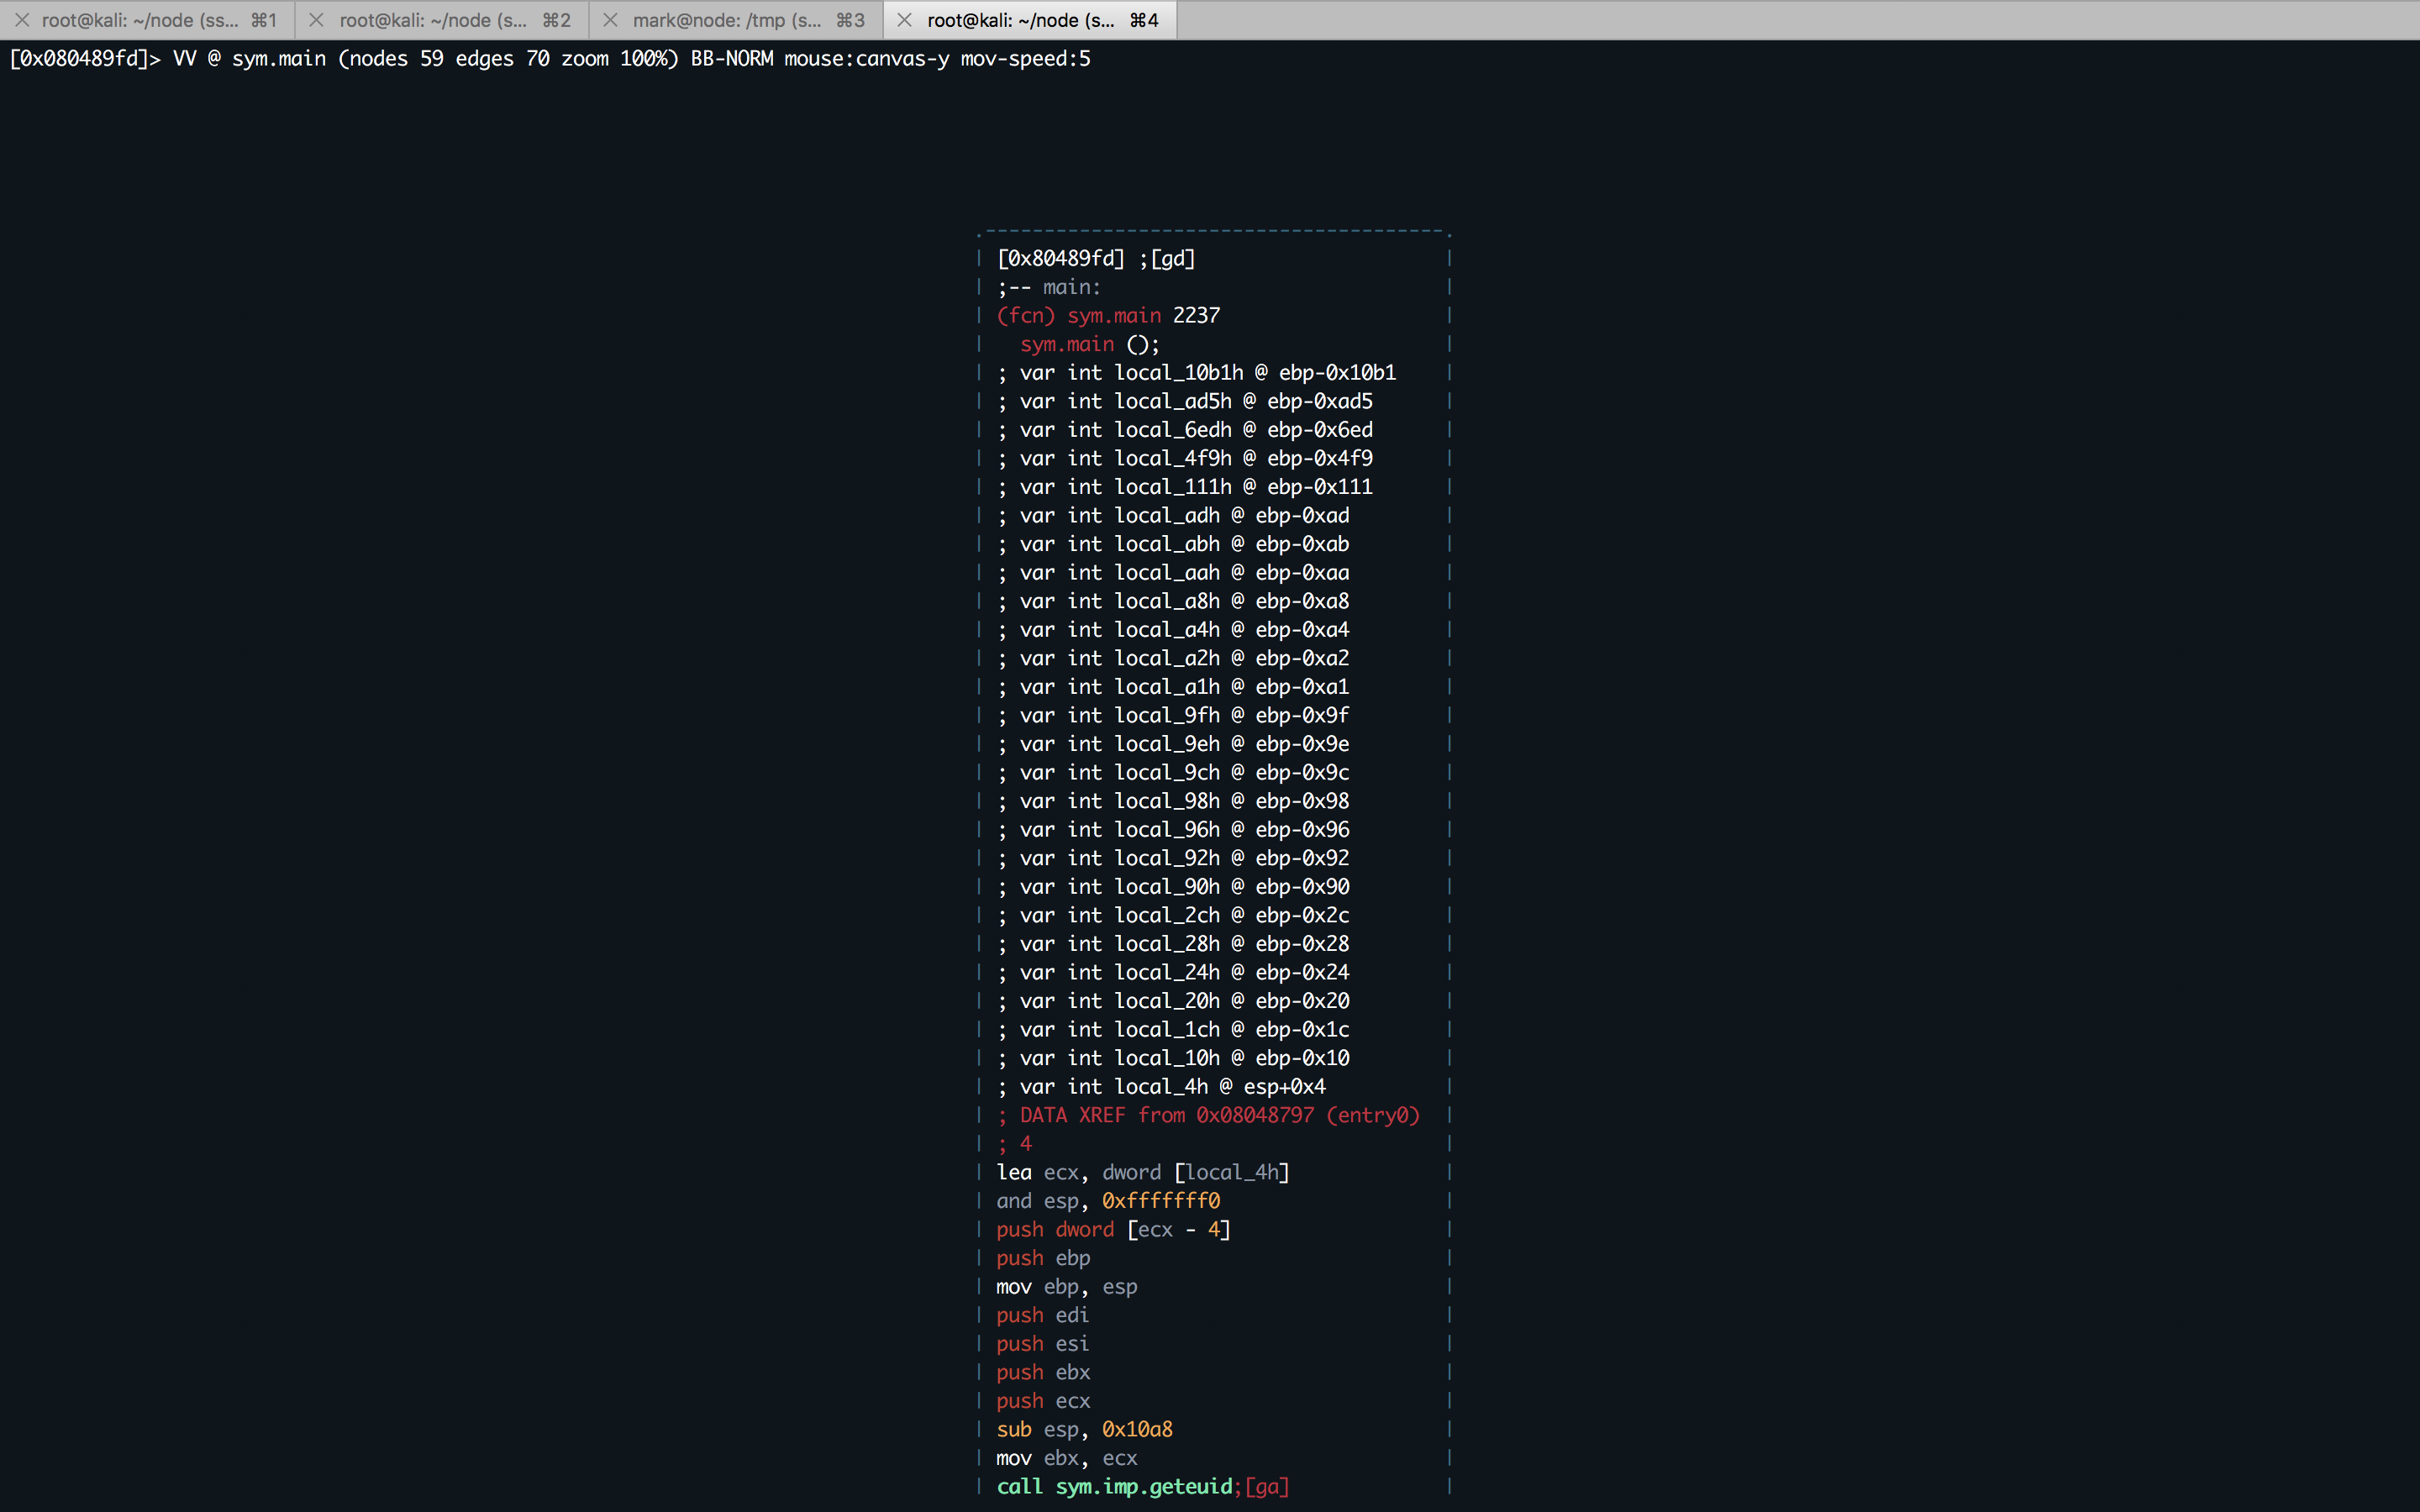 root@kali: ~/node (ss... ⌘1 root@kali: ~/node (s... ⌘2 mark@node: /tmp (s... ⌘3 root@kali: ~/node (s... ⌘4
[0x080489fd]> VV @ sym.main (nodes 59 edges 70 zoom 100%) BB-NORM mouse:canvas-y mov-speed:5
[0x80489fd] ;[gd]
;-- main:
(fcn) sym.main 2237
sym.main ();
; var int local_10b1h @ ebp-0x10b1
; var int local_ad5h @ ebp-0xad5
; var int local_6edh @ ebp-0x6ed
; var int local_4f9h @ ebp-0x4f9
; var int local_111h @ ebp-0x111
; var int local_adh @ ebp-0xad
; var int local_abh @ ebp-0xab
; var int local_aah @ ebp-0xaa
; var int local_a8h @ ebp-0xa8
; var int local_a4h @ ebp-0xa4
; var int local_a2h @ ebp-0xa2
; var int local_a1h @ ebp-0xa1
; var int local_9fh @ ebp-0x9f
; var int local_9eh @ ebp-0x9e
; var int local_9ch @ ebp-0x9c
; var int local_98h @ ebp-0x98
; var int local_96h @ ebp-0x96
; var int local_92h @ ebp-0x92
; var int local_90h @ ebp-0x90
; var int local_2ch @ ebp-0x2c
; var int local_28h @ ebp-0x28
; var int local_24h @ ebp-0x24
; var int local_20h @ ebp-0x20
; var int local_1ch @ ebp-0x1c
; var int local_10h @ ebp-0x10
; var int local_4h @ esp+0x4
; DATA XREF from 0x08048797 (entry0)
; 4
lea ecx, dword [local_4h]
and esp, 0xfffffff0
push dword [ecx - 4]
push ebp
mov ebp, esp
push edi
push esi
push ebx
push ecx
sub esp, 0x10a8
mov ebx, ecx
call sym.imp.geteuid;[ga]